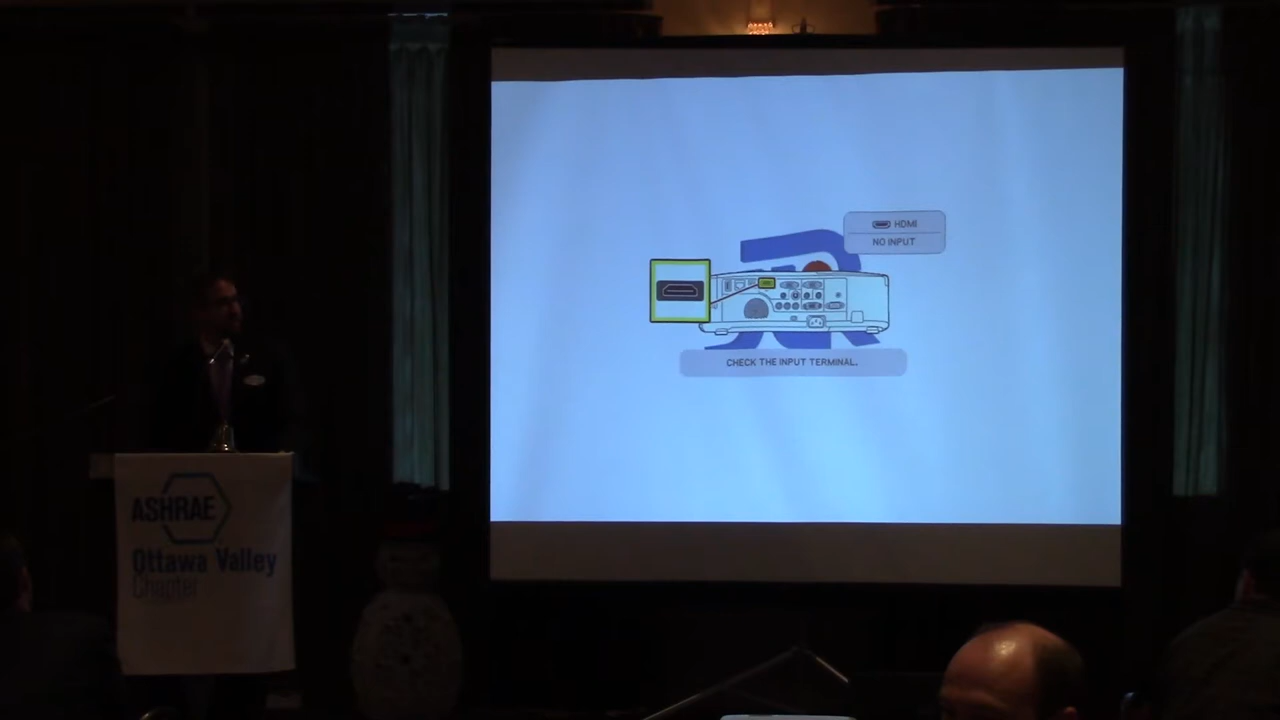 HDMI
NO INPUT
CHECK THE INPUT TERMINAL.
ASHRAE
Ottawa Valley
Chapter